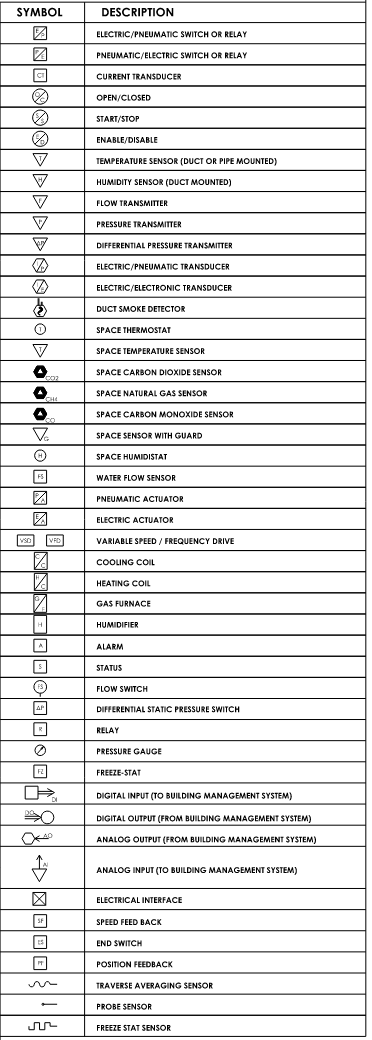 SYMBOL DESCRIPTION
E/P ELECTRIC/PNEUMATIC SWITCH OR RELAY
P/E PNEUMATIC/ELECTRIC SWITCH OR RELAY
CT CURRENT TRANSDUCER
O/C OPEN/CLOSED
S/S START/STOP
E/D ENABLE/DISABLE
T TEMPERATURE SENSOR (DUCT OR PIPE MOUNTED)
H HUMIDITY SENSOR (DUCT MOUNTED)
F FLOW TRANSMITTER
P PRESSURE TRANSMITTER
ΔP DIFFERENTIAL PRESSURE TRANSMITTER
ELECTRIC/PNEUMATIC TRANSDUCER
ELECTRIC/ELECTRONIC TRANSDUCER
DUCT SMOKE DETECTOR
T SPACE THERMOSTAT
T SPACE TEMPERATURE SENSOR
CO2 SPACE CARBON DIOXIDE SENSOR
CH4 SPACE NATURAL GAS SENSOR
CO SPACE CARBON MONOXIDE SENSOR
G SPACE SENSOR WITH GUARD
H SPACE HUMIDISTAT
FS WATER FLOW SENSOR
P/A PNEUMATIC ACTUATOR
E/A ELECTRIC ACTUATOR
VSD VFD VARIABLE SPEED / FREQUENCY DRIVE
C/C COOLING COIL
H/C HEATING COIL
G/F GAS FURNACE
H HUMIDIFIER
A ALARM
S STATUS
FS FLOW SWITCH
ΔP DIFFERENTIAL STATIC PRESSURE SWITCH
R RELAY
PRESSURE GAUGE
FZ FREEZE-STAT
DI DIGITAL INPUT (TO BUILDING MANAGEMENT SYSTEM)
DO DIGITAL OUTPUT (FROM BUILDING MANAGEMENT SYSTEM)
AO ANALOG OUTPUT (FROM BUILDING MANAGEMENT SYSTEM)
AI ANALOG INPUT (TO BUILDING MANAGEMENT SYSTEM)
ELECTRICAL INTERFACE
SF SPEED FEED BACK
ES END SWITCH
PF POSITION FEEDBACK
TRAVERSE AVERAGING SENSOR
PROBE SENSOR
FREEZE STAT SENSOR